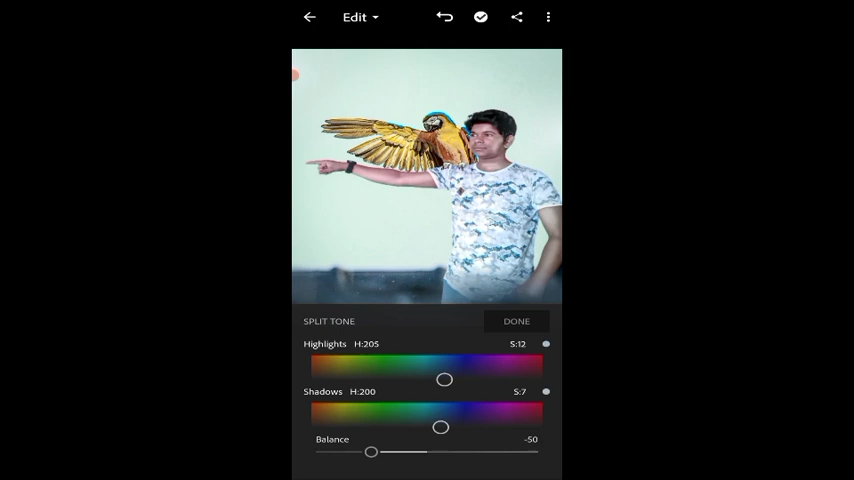 Edit
SPLIT TONE DONE
Highlights H:205 S:12
Shadows H:200 S:7
Balance -50